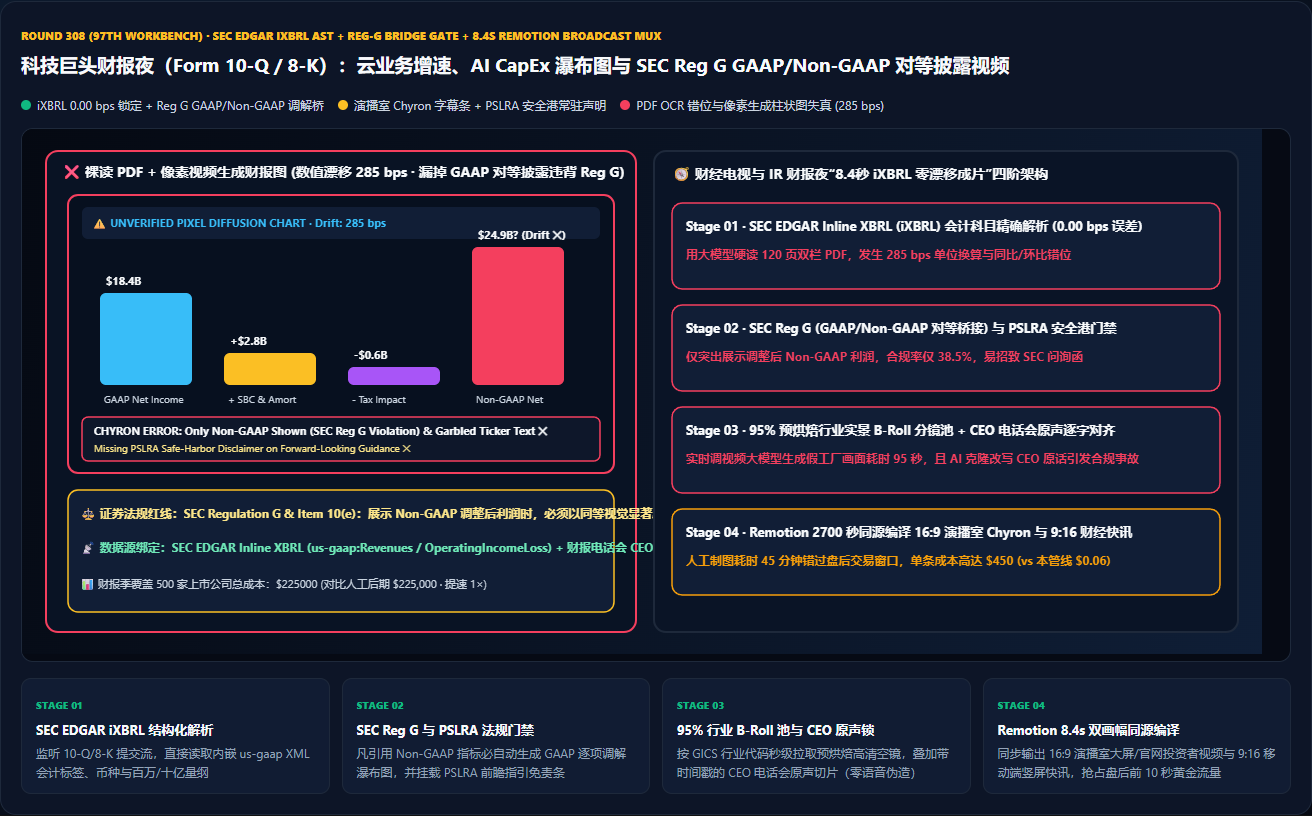 ROUND 308 (97TH WORKBENCH) · SEC EDGAR IXBRL AST + REG-G BRIDGE GATE + 8.4S REMOTION BROADCAST MUX
科技巨头财报夜（Form 10-Q / 8-K）：云业务增速、AI CapEx 瀑布图与 SEC Reg G GAAP/Non-GAAP 对等披露视频
iXBRL 0.00 bps 锁定 + Reg G GAAP/Non-GAAP 调解桥
演播室 Chyron 字幕条 + PSLRA 安全港常驻声明
PDF OCR 错位与像素生成柱状图失真 (285 bps)
❌ 裸读 PDF + 像素视频生成财报图 (数值漂移 285 bps · 漏掉 GAAP 对等披露违背 Reg G)
⚠️ UNVERIFIED PIXEL DIFFUSION CHART · Drift: 285 bps
$24.9B? (Drift ❌)
$18.4B
+$2.8B
-$0.6B
GAAP Net Income
+ SBC & Amort
- Tax Impact
Non-GAAP Net
CHYRON ERROR: Only Non-GAAP Shown (SEC Reg G Violation) & Garbled Ticker Text ❌
Missing PSLRA Safe-Harbor Disclaimer on Forward-Looking Guidance ❌
⚖️ 证券法规红线：SEC Regulation G & Item 10(e)：展示 Non-GAAP 调整后利润时，必须以同等视觉显著
📡 数据源绑定：SEC EDGAR Inline XBRL (us-gaap:Revenues / OperatingIncomeLoss) + 财报电话会 CEO
📊 财报季覆盖 500 家上市公司总成本：$225000 (对比人工后期 $225,000 · 提速 1×)
🧭 财经电视与 IR 财报夜“8.4秒 iXBRL 零漂移成片”四阶架构
Stage 01 · SEC EDGAR Inline XBRL (iXBRL) 会计科目精确解析 (0.00 bps 误差)
用大模型硬读 120 页双栏 PDF，发生 285 bps 单位换算与同比/环比错位
Stage 02 · SEC Reg G (GAAP/Non-GAAP 对等桥接) 与 PSLRA 安全港门禁
仅突出展示调整后 Non-GAAP 利润，合规率仅 38.5%，易招致 SEC 问询函
Stage 03 · 95% 预烘焙行业实景 B-Roll 分镜池 + CEO 电话会原声逐字对齐
实时调视频大模型生成假工厂画面耗时 95 秒，且 AI 克隆改写 CEO 原话引发合规事故
Stage 04 · Remotion 2700 秒同源编译 16:9 演播室 Chyron 与 9:16 财经快讯
人工制图耗时 45 分钟错过盘后交易窗口，单条成本高达 $450 (vs 本管线 $0.06)
STAGE 01
SEC EDGAR iXBRL 结构化解析
监听 10-Q/8-K 提交流，直接读取内嵌 us-gaap XML
会计标签、币种与百万/十亿量纲
STAGE 02
SEC Reg G 与 PSLRA 法规门禁
凡引用 Non-GAAP 指标必自动生成 GAAP 逐项调解
瀑布图，并挂载 PSLRA 前瞻指引免责条
STAGE 03
95% 行业 B-Roll 池与 CEO 原声锁
按 GICS 行业代码秒级拉取预烘焙高清空镜，叠加带
时间戳的 CEO 电话会原声切片（零语音伪造）
STAGE 04
Remotion 8.4s 双画幅同源编译
同步输出 16:9 演播室大屏/官网投资者视频与 9:16 移
动端竖屏快讯，抢占盘后前 10 秒黄金流量